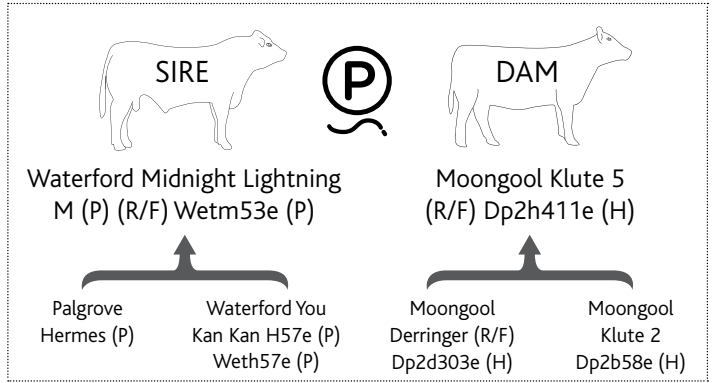 SIRE
P
DAM
Waterford Midnight Lightning
M (P) (R/F) Wetm53e (P)
Moongool Klute 5
(R/F) Dp2h411e (H)
Palgrove
Hermes (P)
Waterford You
Kan Kan H57e (P)
Weth57e (P)
Moongool
Derringer (R/F)
Dp2d303e (H)
Moongool
Klute 2
Dp2b58e (H)